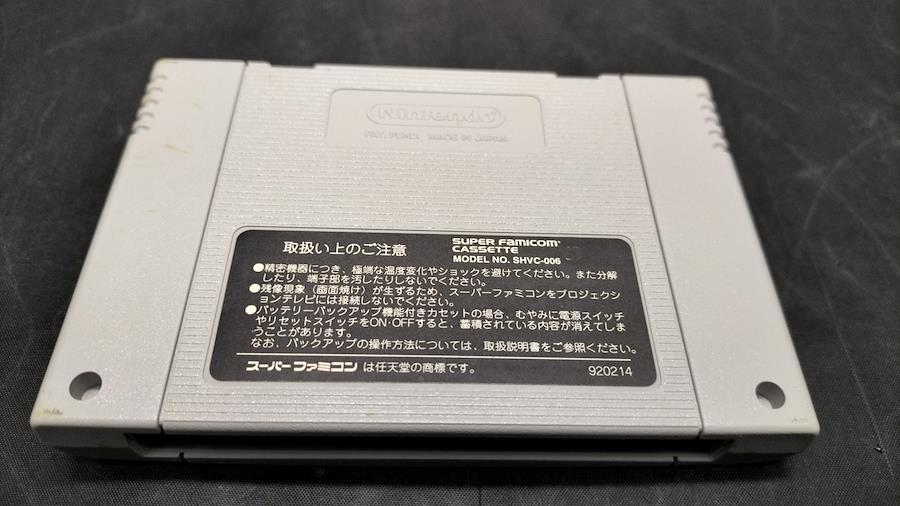 Nintendo
PAT. PEND. MADE IN JAPAN
取扱い上のご注意
SUPER FAMICOM
CASSETTE
MODEL NO. SHVC-006
●精密機器につき、極端な温度変化やショックを避けてください。また分解
したり、端子部を汚したりしないでください。
●残像現象（画面焼け）が生ずるため、スーパーファミコンをプロジェクシ
ョンテレビには接続しないでください。
●バッテリーバックアップ機能付きカセットの場合、むやみに電源スイッチ
やリセットスイッチをON・OFFすると、蓄積されている内容が消えてしま
うことがあります。
なお、バックアップの操作方法については、取扱説明書をご参照ください。
スーパーファミコン は任天堂の商標です。
920214